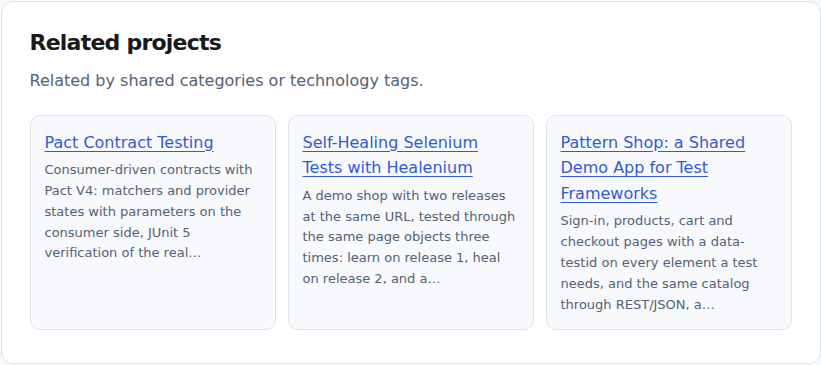 Related projects
Related by shared categories or technology tags.
Pact Contract Testing
Consumer-driven contracts with
Pact V4: matchers and provider
states with parameters on the
consumer side, JUnit 5
verification of the real…
Self-Healing Selenium
Tests with Healenium
A demo shop with two releases
at the same URL, tested through
the same page objects three
times: learn on release 1, heal
on release 2, and a…
Pattern Shop: a Shared
Demo App for Test
Frameworks
Sign-in, products, cart and
checkout pages with a data-
testid on every element a test
needs, and the same catalog
through REST/JSON, a…